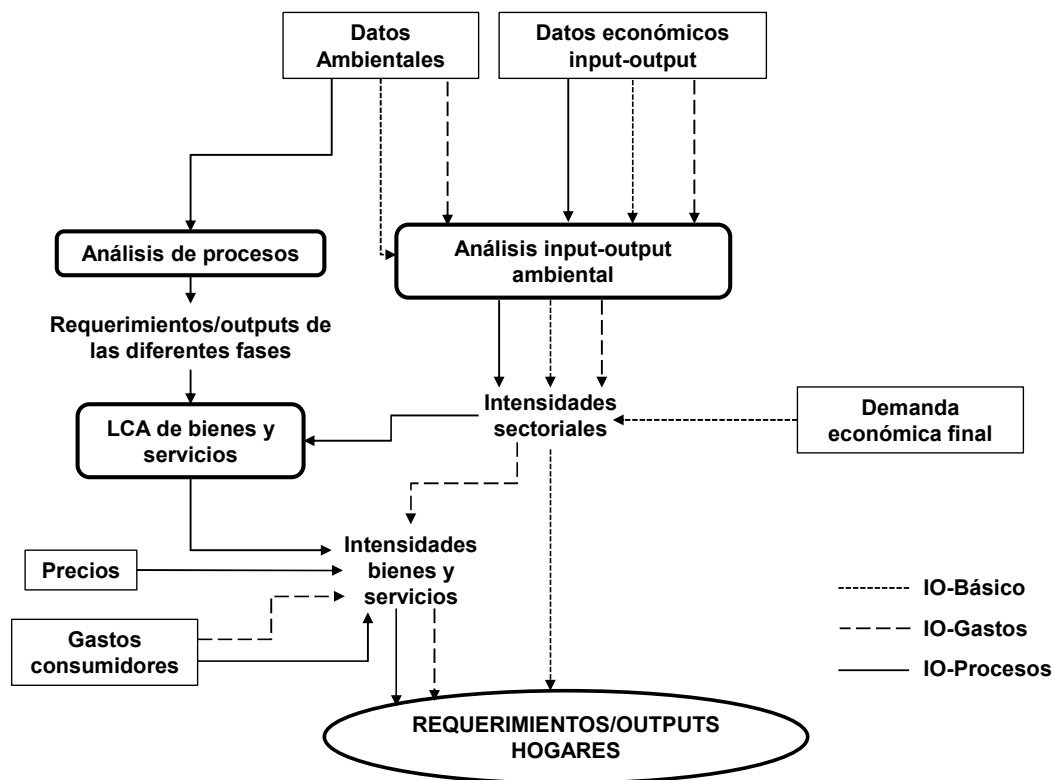 Datos
Ambientales
Datos económicos
input-output
Análisis de procesos
Análisis input-output
ambiental
Requerimientos/outputs de
las diferentes fases
LCA de bienes y
servicios
Intensidades
sectoriales
Demanda
económica final
Precios
Intensidades
bienes y
servicios
Gastos
consumidores
IO-Básico
IO-Gastos
IO-Procesos
REQUERIMIENTOS/OUTPUTS
HOGARES